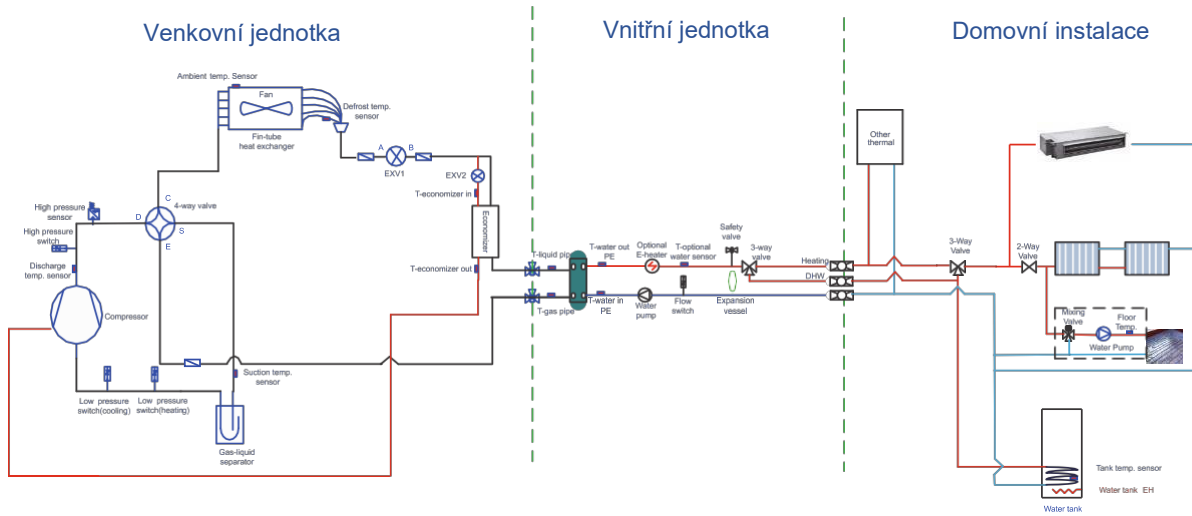 Venkovní jednotka
Vnitřní jednotka
Domovní instalace
Ambient temp. Sensor
Fan
Defrost temp.
sensor
Fin-tube
heat exchanger
A
B
EXV1
EXV2
T-economizer in
Economizer
T-economizer out
C
4-way valve
D
S
E
High pressure
sensor
High pressure
switch
Discharge
temp. sensor
Compressor
Low pressure
switch(cooling)
Low pressure
switch(heating)
Suction temp.
sensor
Gas-liquid
separator
T-liquid pipe
T-gas pipe
T-water out
PE
T-water in
PE
Optional
E-heater
T-optional
water sensor
Safety
valve
3-way
valve
Water
pump
Flow
switch
Expansion
vessel
Heating
DHW
Other
thermal
3-Way
Valve
2-Way
Valve
Mixing
Valve
Floor
Temp.
Water Pump
Tank temp. sensor
Water tank EH
Water tank